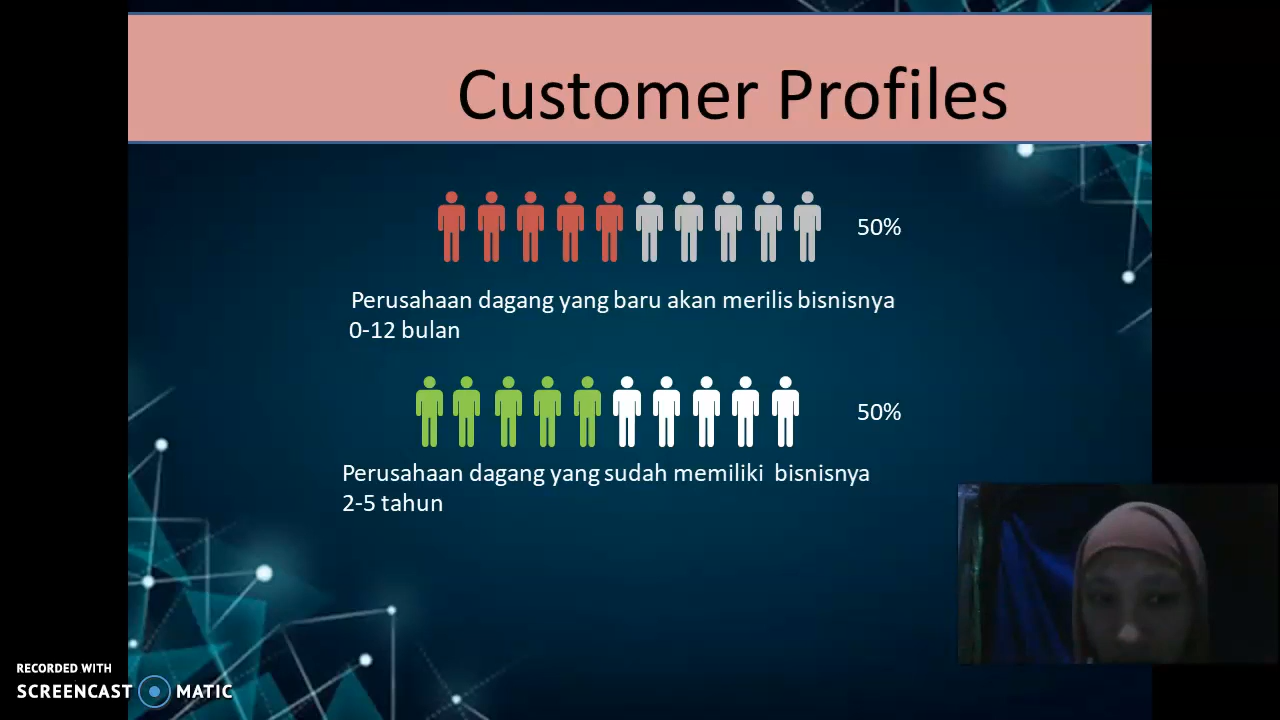 Customer Profiles
50%
Perusahaan dagang yang baru akan merilis bisnisnya
0-12 bulan
50%
Perusahaan dagang yang sudah memiliki bisnisnya
2-5 tahun
RECORDED WITH
SCREENCAST MATIC